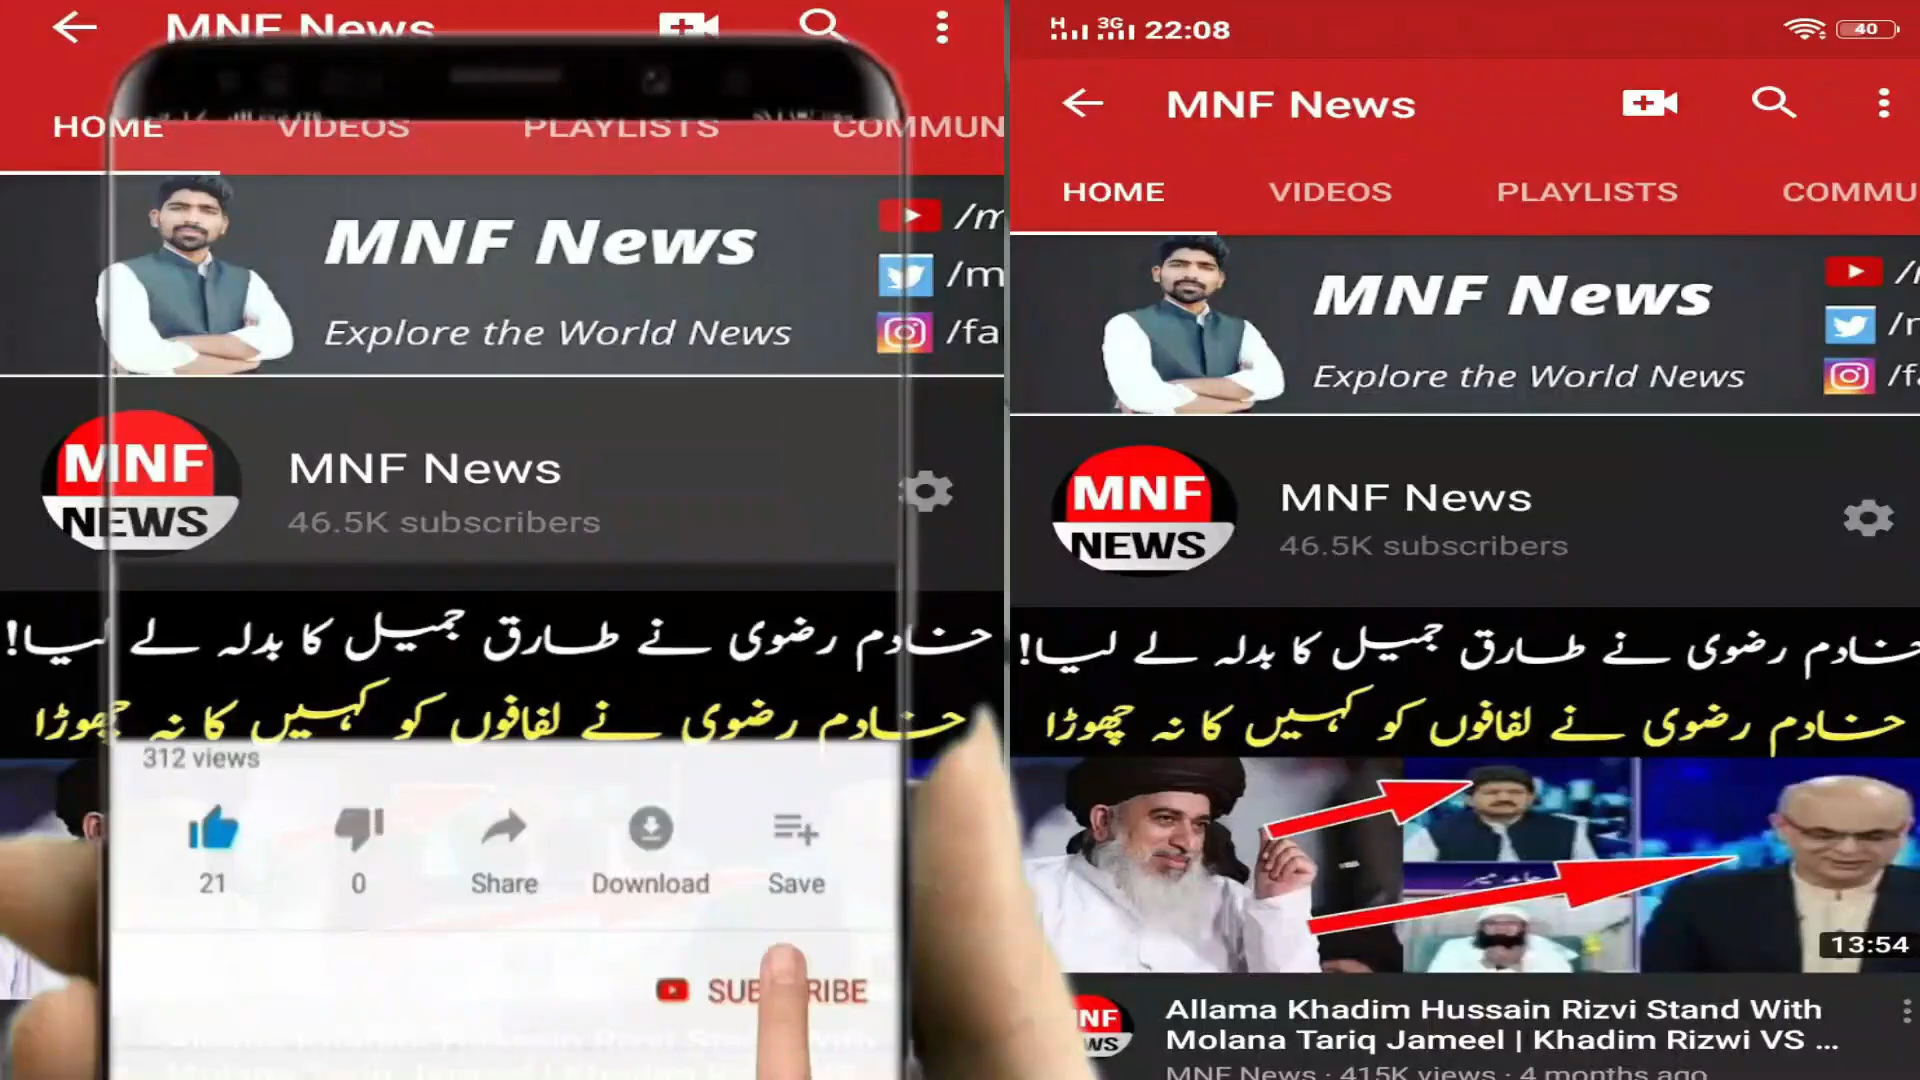 MNF News
HOME
VIDEOS
PLAYLISTS
COMMUN
MNF News
Explore the World News
/m
/m
/fa
MNF
NEWS
MNF News
46.5K subscribers
خادم رضوی نے طارق جمیل کا بدلہ لے لیا!
خادم رضوی نے لفافوں کو کہیں کا نہ چھوڑا
312 views
21
0
Share
Download
Save
SUBSCRIBE
H 3G 22:08
40
MNF News
HOME
VIDEOS
PLAYLISTS
COMMU
MNF News
Explore the World News
MNF
NEWS
MNF News
46.5K subscribers
خادم رضوی نے طارق جمیل کا بدلہ لے لیا!
خادم رضوی نے لفافوں کو کہیں کا نہ چھوڑا
حامد میر
13:54
Allama Khadim Hussain Rizvi Stand With
Molana Tariq Jameel | Khadim Rizwi VS ...
MNF News · 415K views · 4 months ago